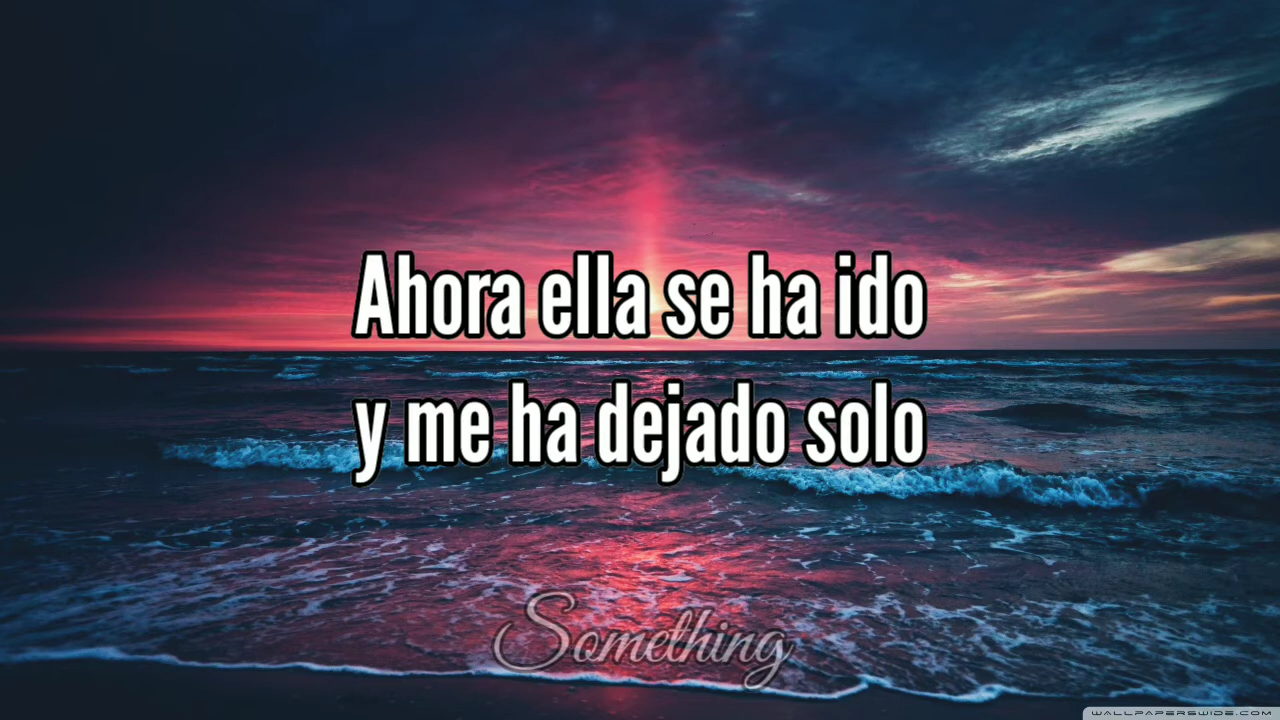 Ahora ella se ha ido
y me ha dejado solo
Something
WALLPAPERSWIDE.COM